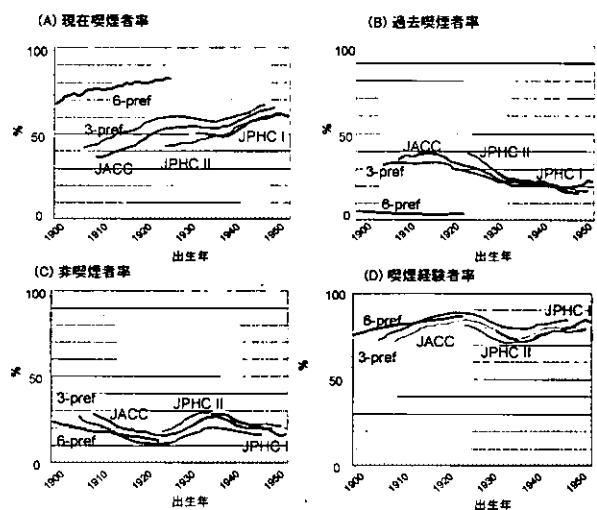 (A) 現在喫煙者率
100
50
0
%
6-pref
3-pref
JACC
JPHC II
JPHC I
1900
1910
1920
1930
1940
1950
出生年
(B) 過去喫煙者率
100
50
0
%
JACC
JPHC II
3-pref
JPHC I
6-pref
1900
1910
1920
1930
1940
1950
出生年
(C) 非喫煙者率
100
50
0
%
3-pref
JACC
JPHC II
6-pref
JPHC I
1900
1910
1920
1930
1940
1950
出生年
(D) 喫煙経験者率
100
50
0
%
6-pref
3-pref
JACC
JPHC II
JPHC I
1900
1910
1920
1930
1940
1950
出生年